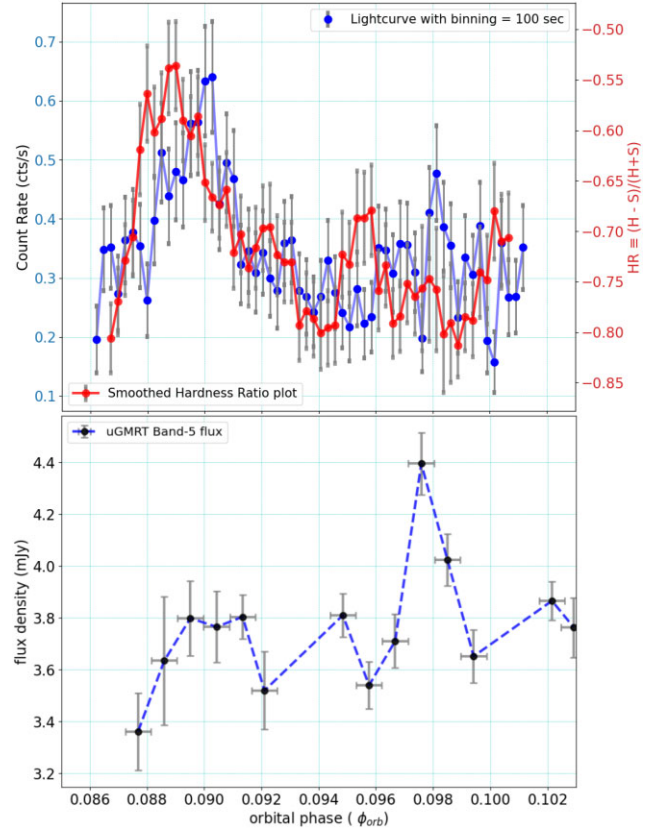 Lightcurve with binning = 100 sec
0.7
0.6
0.5
0.4
0.3
0.2
0.1
Count Rate (cts/s)
−0.50
−0.55
−0.60
−0.65
−0.70
−0.75
−0.80
−0.85
HR ≡ (H - S)/(H+S)
Smoothed Hardness Ratio plot
uGMRT Band-5 flux
4.4
4.2
4.0
3.8
3.6
3.4
3.2
flux density (mJy)
0.086 0.088 0.090 0.092 0.094 0.096 0.098 0.100 0.102
orbital phase ( ϕorb)